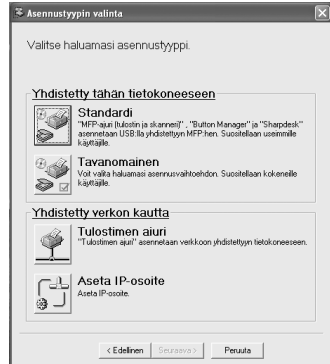 Asennustyypin valinta
Valitse haluamasi asennustyyppi.
Yhdistetty tähän tietokoneeseen
Standardi
"MFP-ajuri (tulostin ja skanneri)" , "Button Manager" ja "Sharpdesk"
asennetaan USB:lla yhdistettyyn MFP:hen. Suositellaan useimmille
käyttäjille.
Tavanomainen
Voit valita haluamasi asennusvaihtoehdon. Suositellaan kokeneille
käyttäjille.
Yhdistetty verkon kautta
Tulostimen aiuri
"Tulostimen ajuri" asennetaan verkkoon yhdistettyyn tietokoneeseen.
Aseta IP-osoite
Aseta IP-osoite.
< Edellinen
Seuraava >
Peruuta